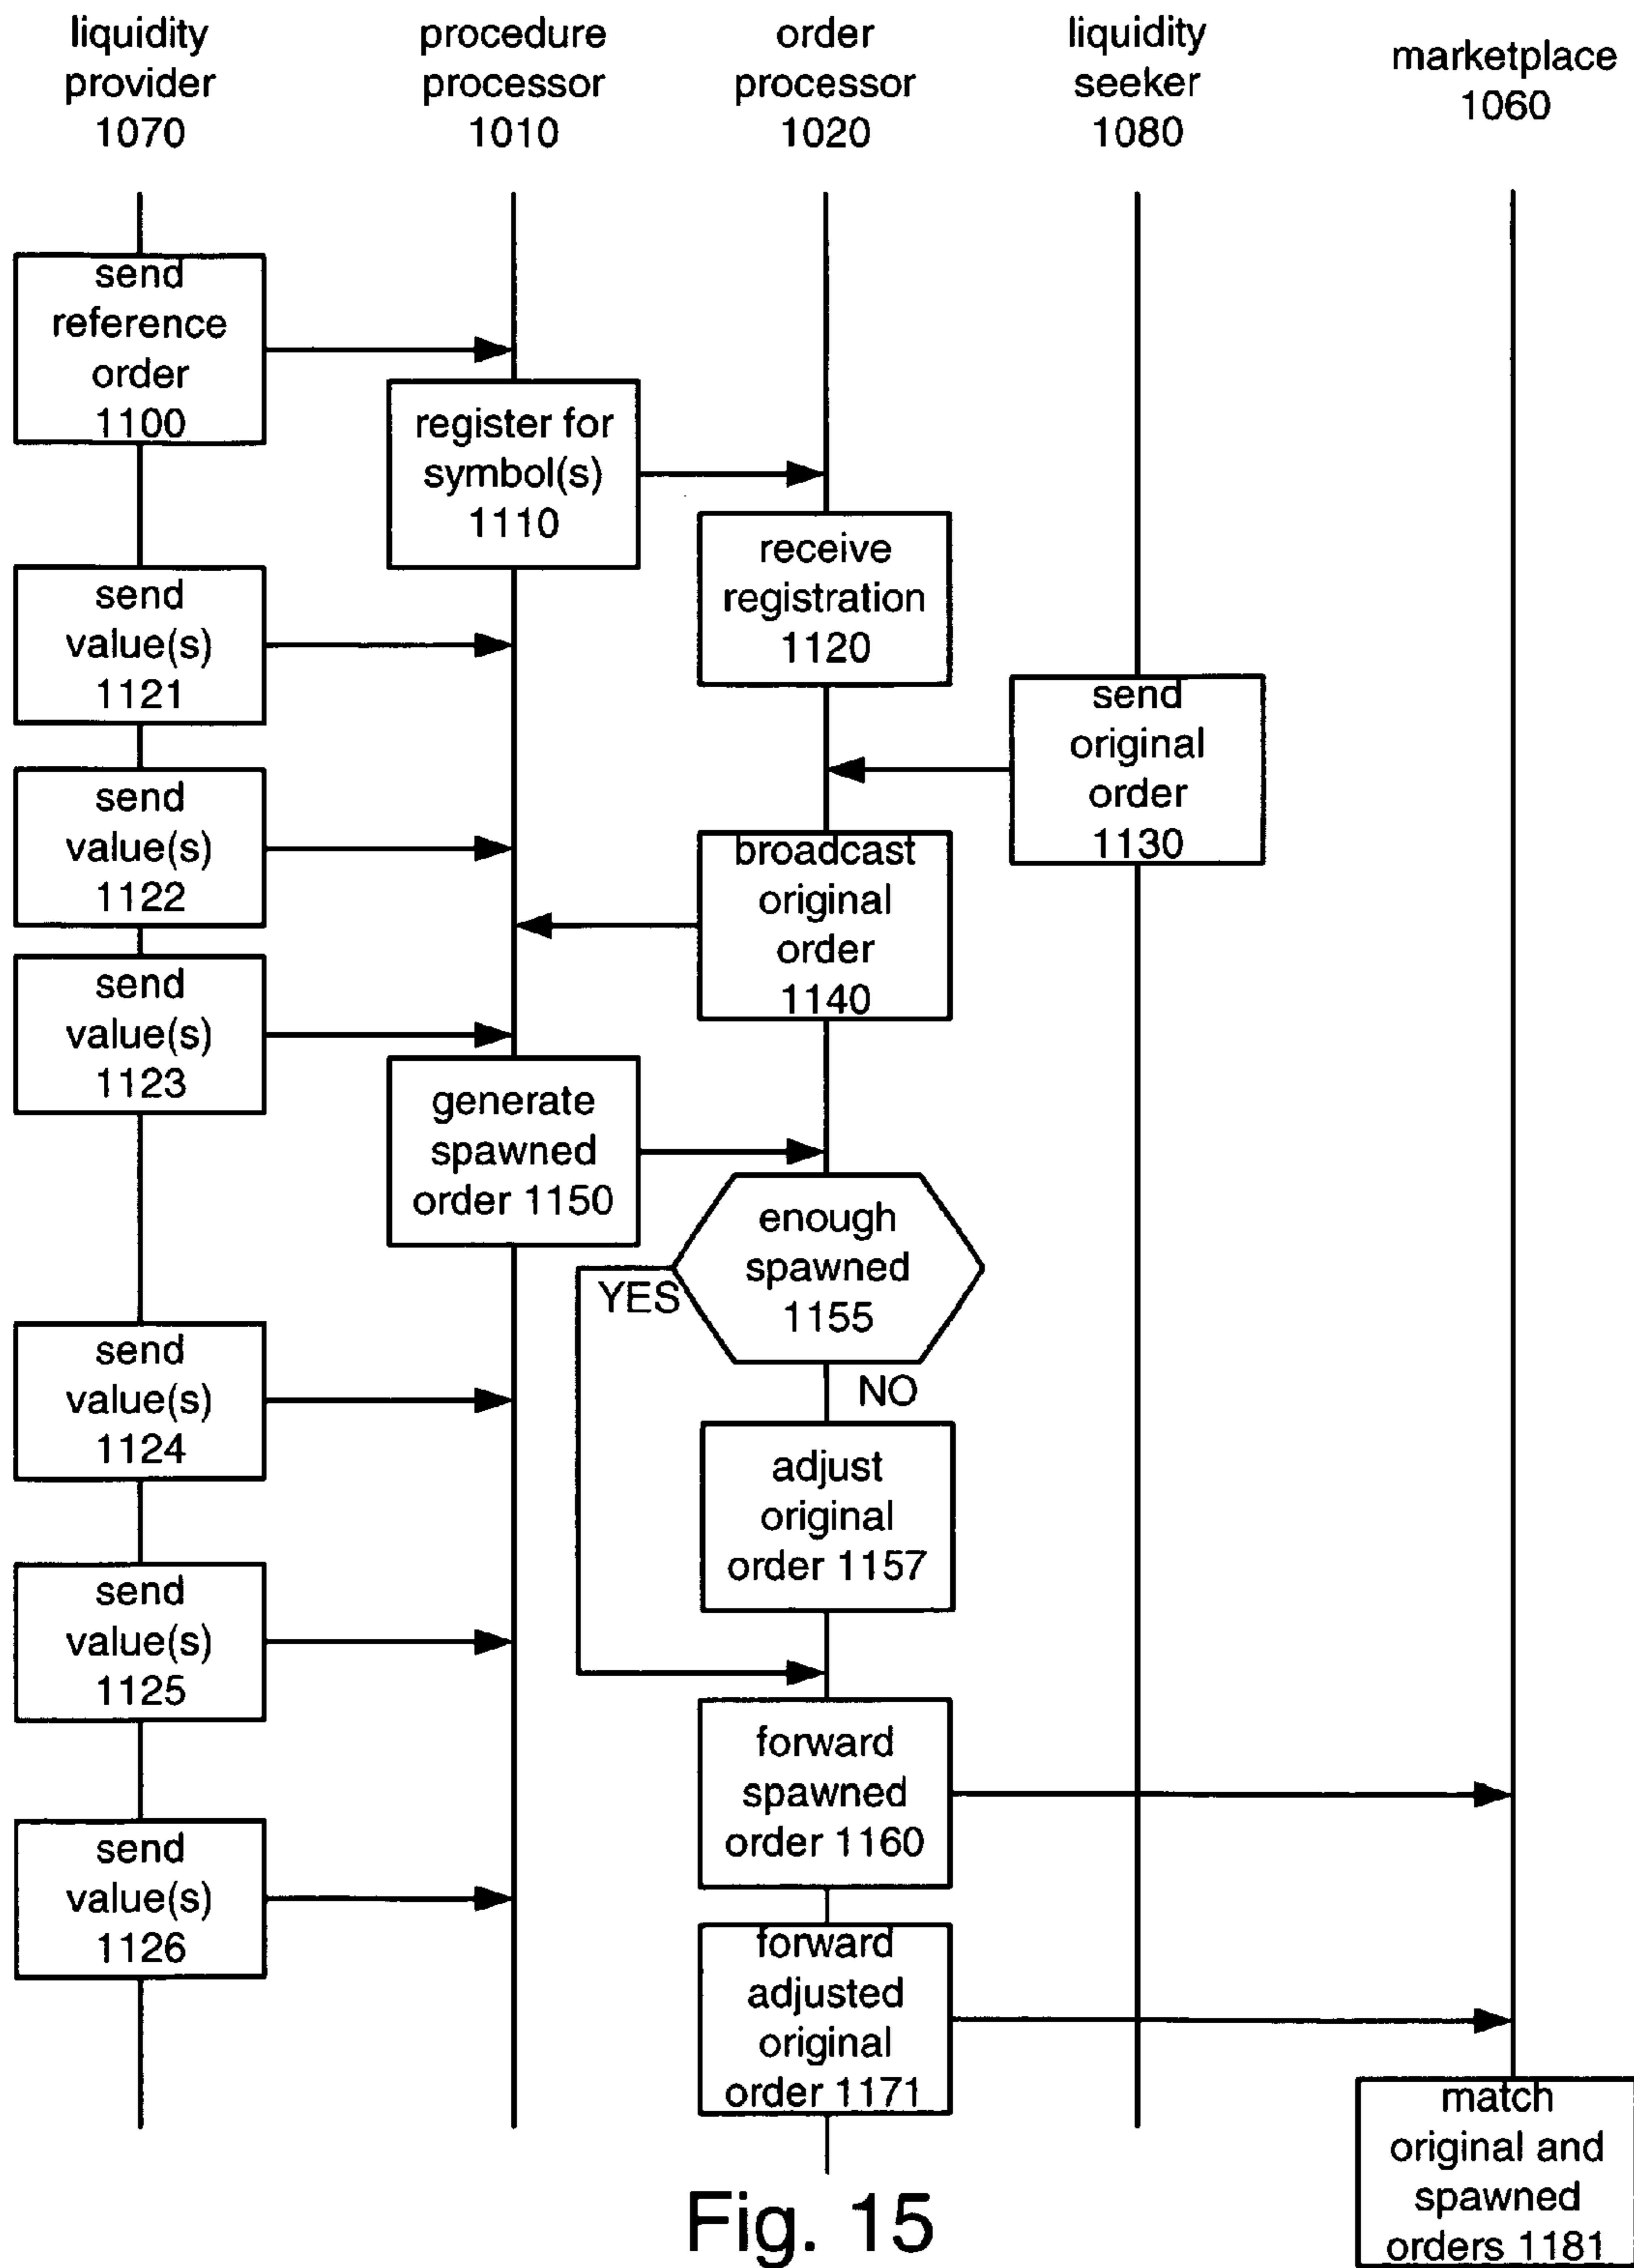 liquidity
provider
1070
procedure
processor
1010
order
processor
1020
liquidity
seeker
1080
marketplace
1060
send
reference
order
1100
register for
symbol(s)
1110
receive
registration
1120
send
value(s)
1121
send
original
order
1130
send
value(s)
1122
broadcast
original
order
1140
send
value(s)
1123
generate
spawned
order 1150
enough
spawned
1155
YES
NO
send
value(s)
1124
adjust
original
order 1157
send
value(s)
1125
forward
spawned
order 1160
send
value(s)
1126
forward
adjusted
original
order 1171
match
original and
spawned
orders 1181
Fig. 15